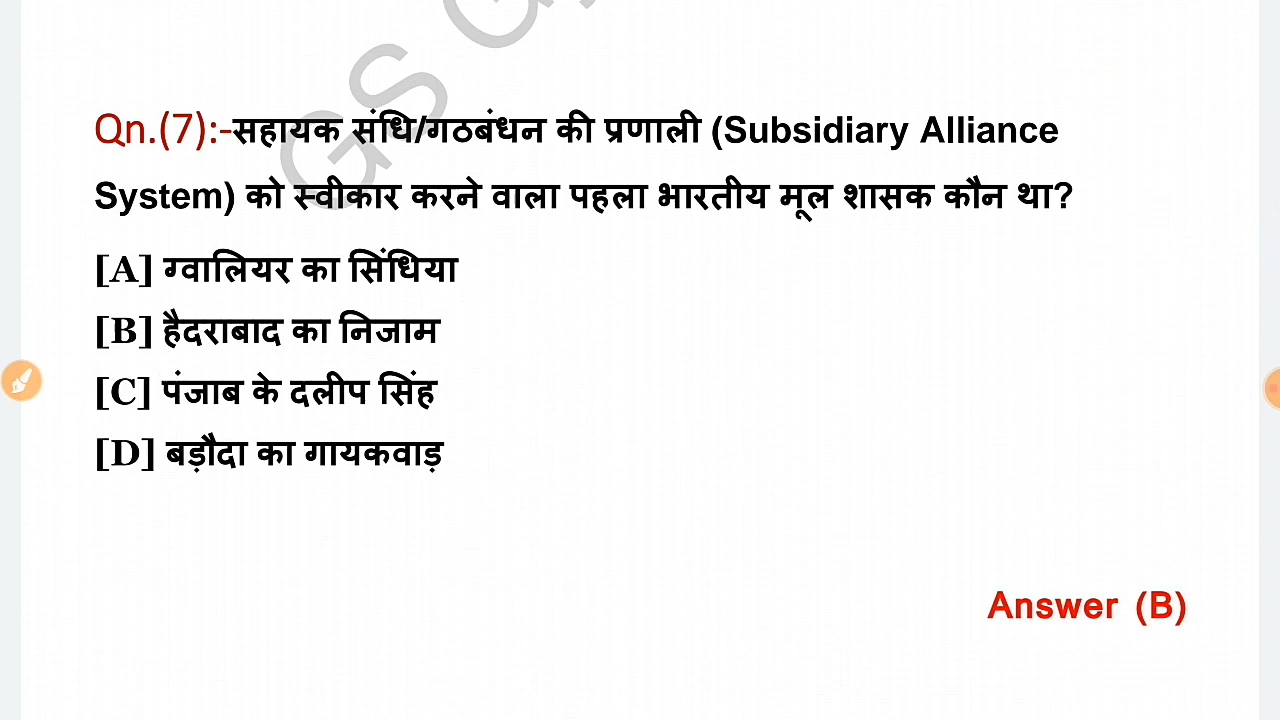 GS G
Qn.(7):-सहायक संधि/गठबंधन की प्रणाली (Subsidiary Alliance
System) को स्वीकार करने वाला पहला भारतीय मूल शासक कौन था?
[A] ग्वालियर का सिंधिया
[B] हैदराबाद का निजाम
[C] पंजाब के दलीप सिंह
[D] बड़ौदा का गायकवाड़
Answer (B)